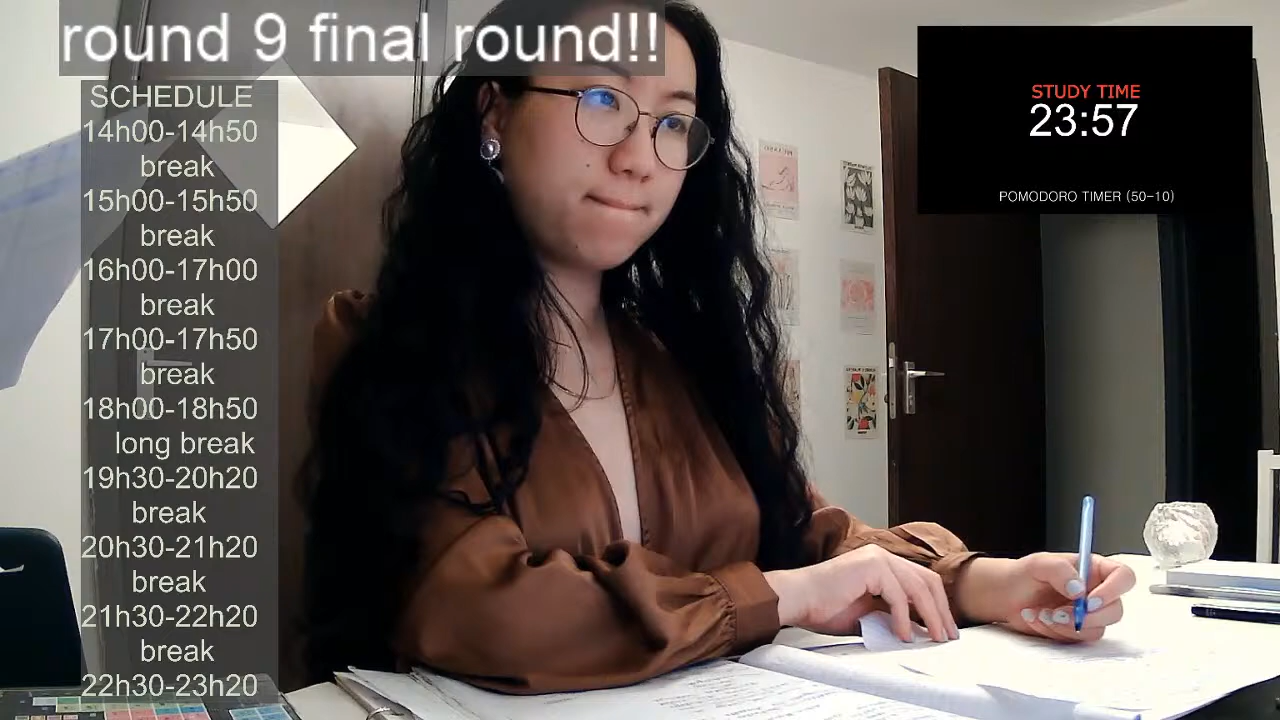 round 9 final round!!
SCHEDULE
14h00-14h50
break
15h00-15h50
break
16h00-17h00
break
17h00-17h50
break
18h00-18h50
long break
19h30-20h20
break
20h30-21h20
break
21h30-22h20
break
22h30-23h20
STUDY TIME
23:57
POMODORO TIMER (50-10)